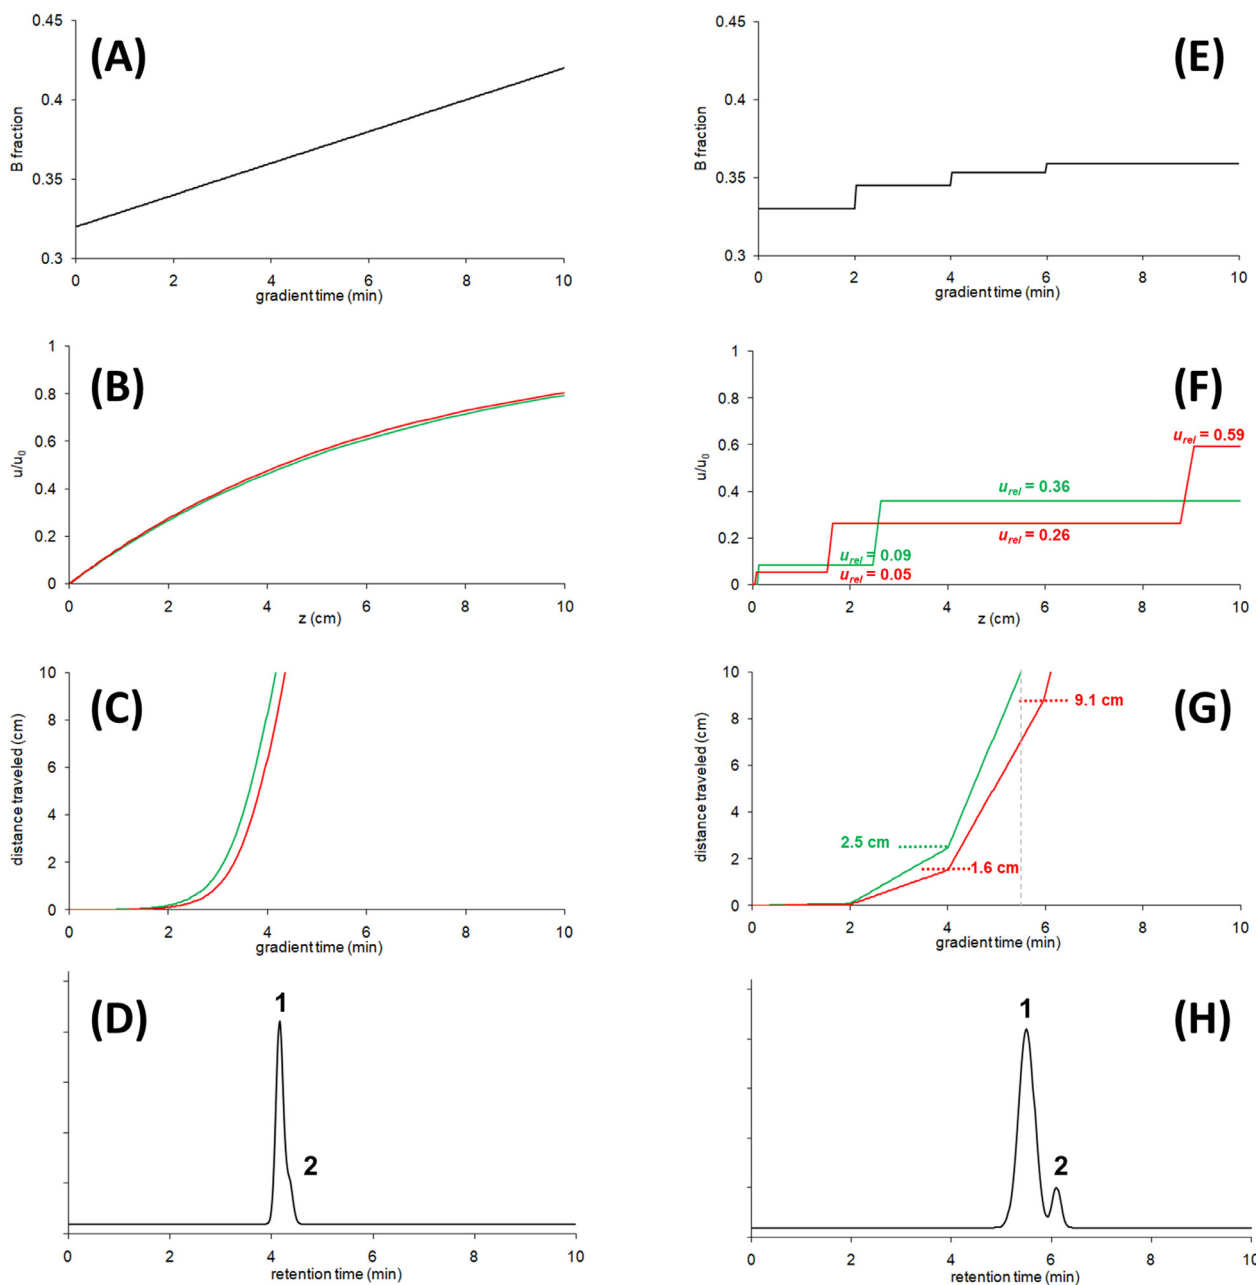 (A)
0.45
0.4
0.35
0.3
B fraction
0 2 4 6 8 10
gradient time (min)
(E)
0.45
0.4
0.35
0.3
B fraction
0 2 4 6 8 10
gradient time (min)
(B)
1
0.8
0.6
0.4
0.2
0
u/u0
0 2 4 6 8 10
z (cm)
(F)
1
0.8
0.6
0.4
0.2
0
u/u0
urel = 0.59
urel = 0.36
urel = 0.26
urel = 0.09
urel = 0.05
0 2 4 6 8 10
z (cm)
(C)
10
8
6
4
2
0
distance traveled (cm)
0 2 4 6 8 10
gradient time (min)
(G)
10
8
6
4
2
0
distance traveled (cm)
9.1 cm
2.5 cm
1.6 cm
0 2 4 6 8 10
gradient time (min)
(D)
1
2
0 2 4 6 8 10
retention time (min)
(H)
1
2
0 2 4 6 8 10
retention time (min)